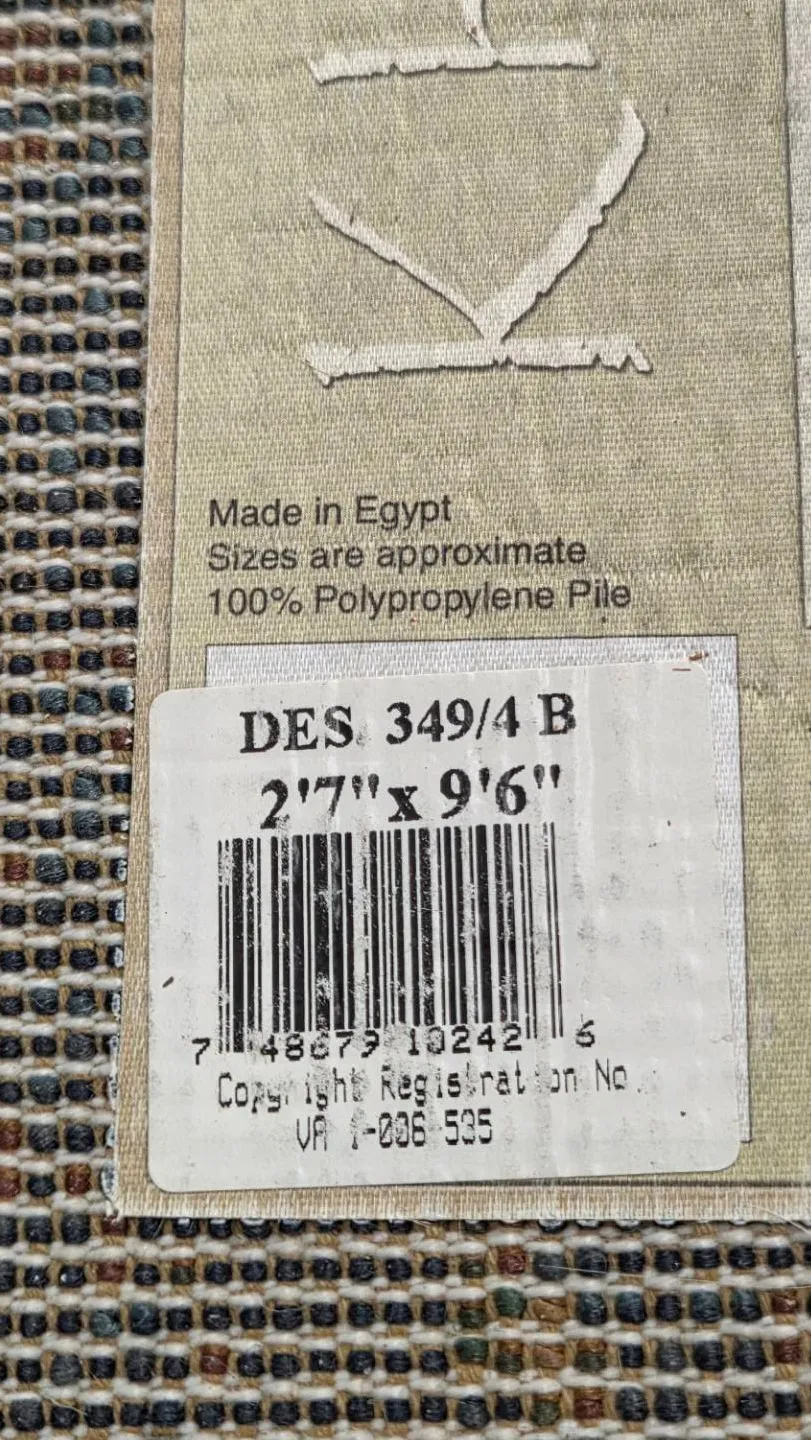 K
Made in Egypt
Sizes are approximate
100% Polypropylene Pile
DES. 349/4 B
2'7" x 9'6"
7 48679 10242 6
Copyright Registration No.
VA 1-006-535